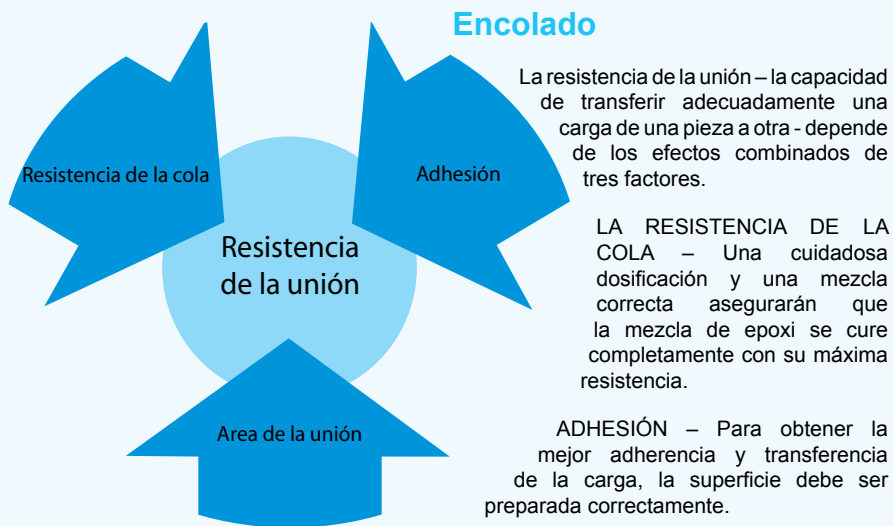 Encolado
La resistencia de la unión – la capacidad
de transferir adecuadamente una
carga de una pieza a otra - depende
de los efectos combinados de
tres factores.
LA RESISTENCIA DE LA
COLA – Una cuidadosa
dosificación y una mezcla
correcta asegurarán que
la mezcla de epoxi se cure
completamente con su máxima
resistencia.
ADHESIÓN – Para obtener la
mejor adherencia y transferencia
de la carga, la superficie debe ser
preparada correctamente.
Resistencia de la cola
Adhesión
Resistencia
de la unión
Area de la unión